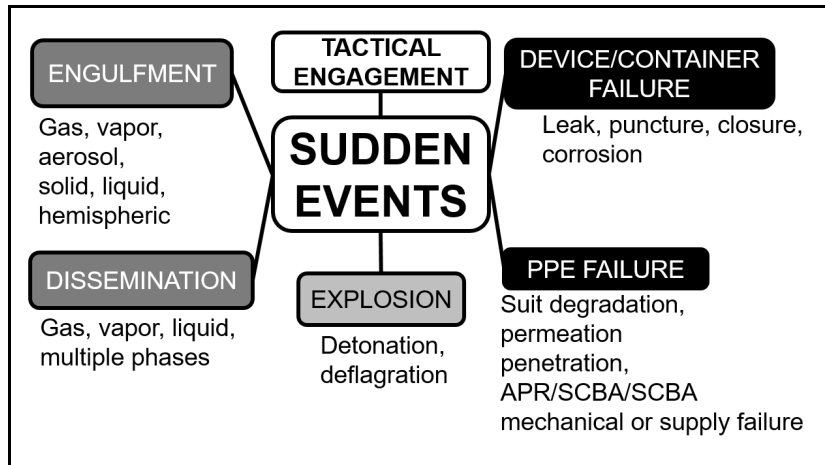 ENGULFMENT
Gas, vapor,
aerosol,
solid, liquid,
hemispheric
TACTICAL
ENGAGEMENT
DEVICE/CONTAINER
FAILURE
Leak, puncture, closure,
corrosion
SUDDEN
EVENTS
DISSEMINATION
Gas, vapor, liquid,
multiple phases
EXPLOSION
Detonation,
deflagration
PPE FAILURE
Suit degradation,
permeation
penetration,
APR/SCBA/SCBA
mechanical or supply failure